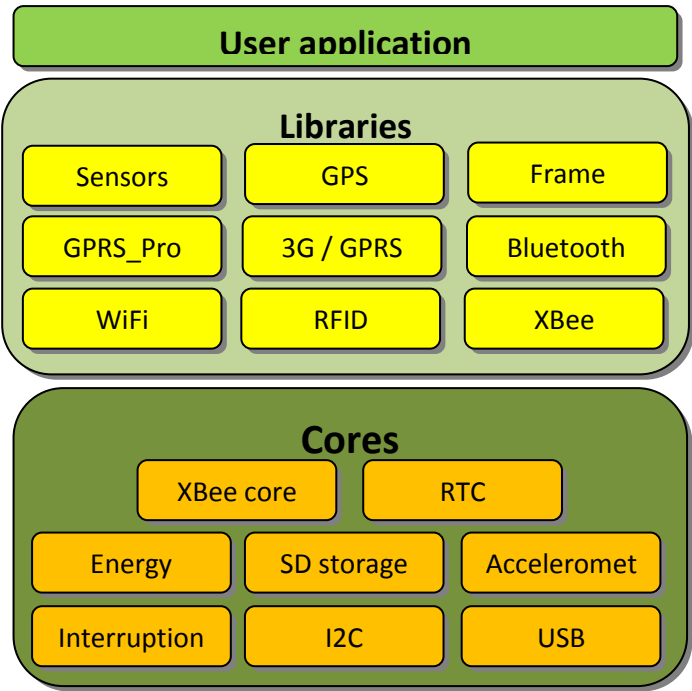 User application
Libraries
Sensors
GPS
Frame
GPRS_Pro
3G / GPRS
Bluetooth
WiFi
RFID
XBee
Cores
XBee core
RTC
Energy
SD storage
Acceleromet
Interruption
I2C
USB